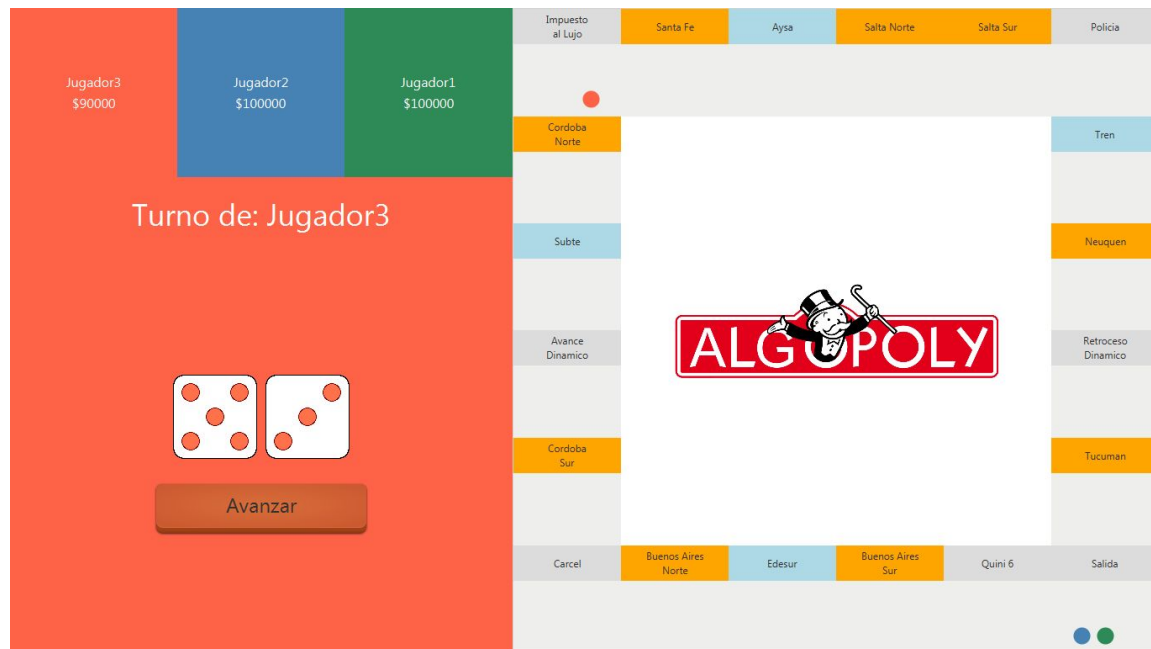 Jugador3
$90000
Jugador2
$100000
Jugador1
$100000
Turno de: Jugador3
Avanzar
Impuesto
al Lujo
Santa Fe
Aysa
Salta Norte
Salta Sur
Policia
Cordoba
Norte
Tren
Subte
Neuquen
ALGOPOLY
Avance
Dinamico
Retroceso
Dinamico
Cordoba
Sur
Tucuman
Carcel
Buenos Aires
Norte
Edesur
Buenos Aires
Sur
Quini 6
Salida